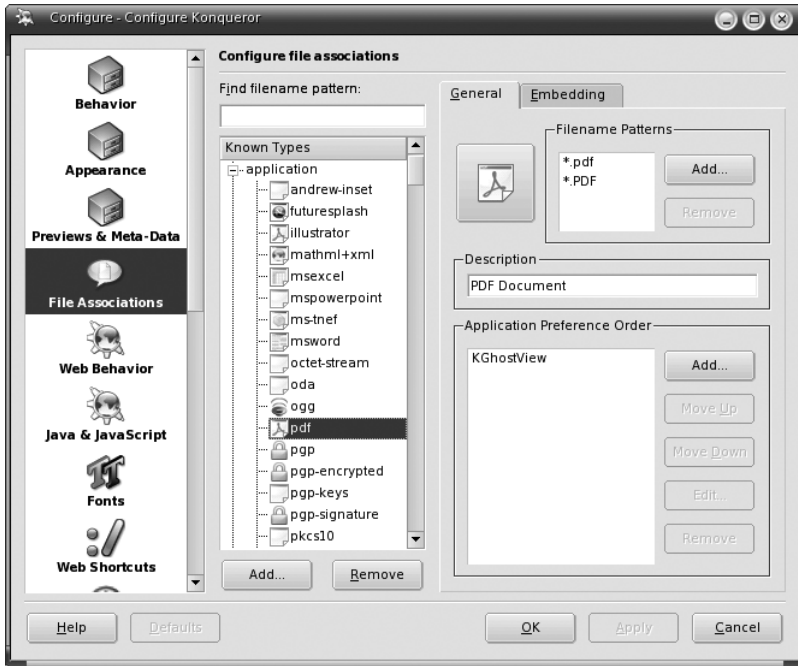 Configure - Configure Konqueror
Behavior
Appearance
Previews & Meta-Data
File Associations
Web Behavior
Java & JavaScript
Fonts
Web Shortcuts
Configure file associations
Find filename pattern:
Known Types
application
andrew-inset
futuresplash
illustrator
mathml+xml
msexcel
mspowerpoint
ms-tnef
msword
octet-stream
oda
ogg
pdf
pgp
pgp-encrypted
pgp-keys
pgp-signature
pkcs10
Add...
Remove
General
Embedding
Filename Patterns
*.pdf
*.PDF
Add...
Remove
Description
PDF Document
Application Preference Order
KGhostView
Add...
Move Up
Move Down
Edit...
Remove
Help
Defaults
OK
Apply
Cancel